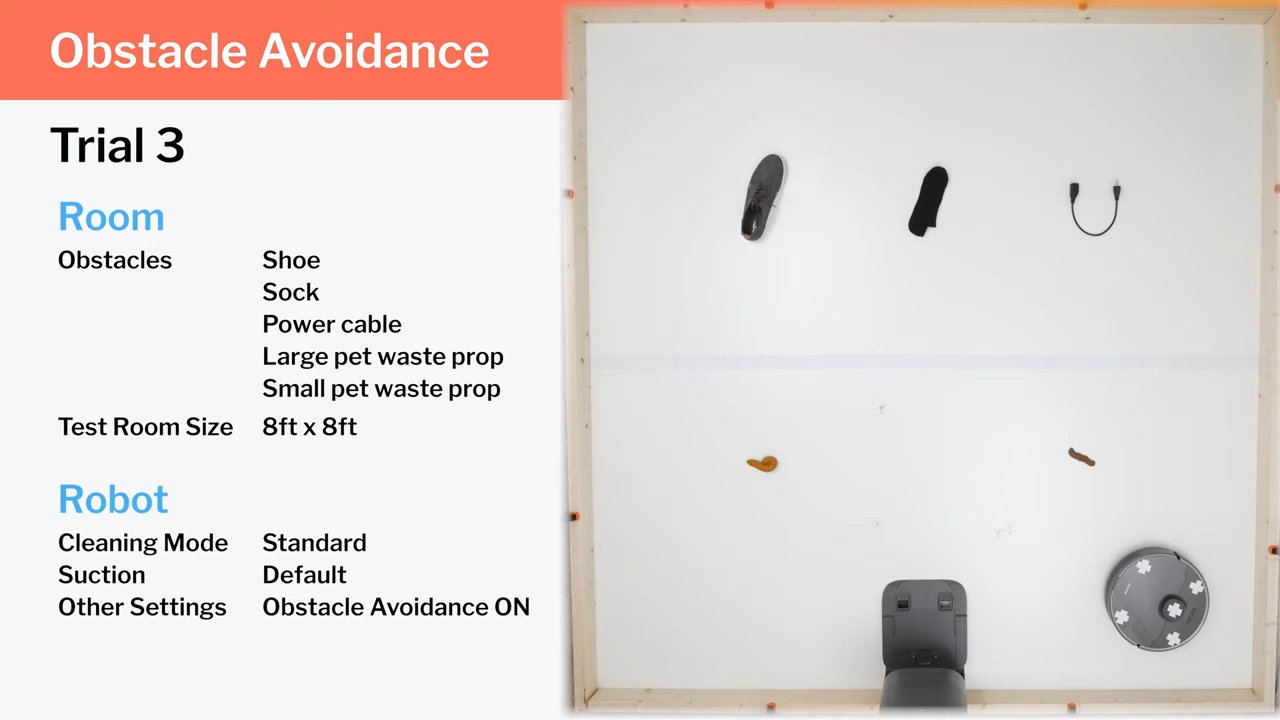 Obstacle Avoidance
Trial 3
Room
Obstacles Shoe
Sock
Power cable
Large pet waste prop
Small pet waste prop
Test Room Size 8ft x 8ft
Robot
Cleaning Mode Standard
Suction Default
Other Settings Obstacle Avoidance ON